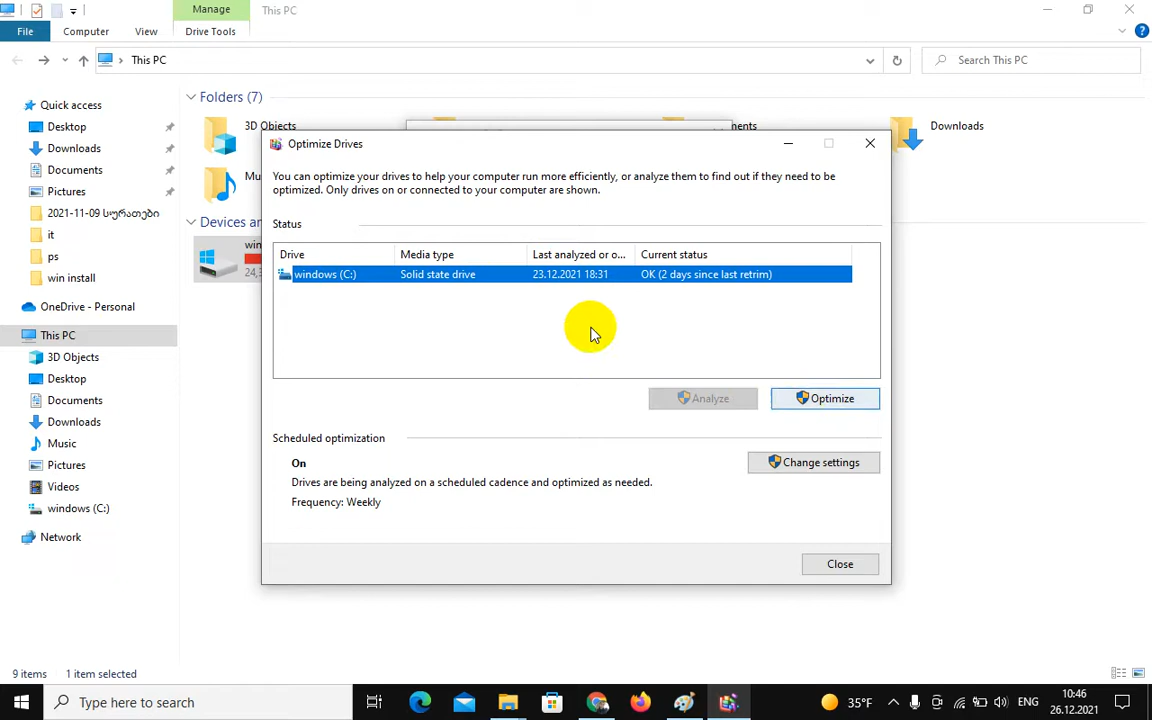 Manage
This PC
File
Computer
View
Drive Tools
This PC
Search This PC
Quick access
Desktop
Downloads
Documents
Pictures
2021-11-09 სურათები
it
ps
win install
OneDrive - Personal
This PC
3D Objects
Desktop
Documents
Downloads
Music
Pictures
Videos
windows (C:)
Network
Folders (7)
3D Objects
Downloads
Optimize Drives
You can optimize your drives to help your computer run more efficiently, or analyze them to find out if they need to be
optimized. Only drives on or connected to your computer are shown.
Status
Drive Media type Last analyzed or o... Current status
windows (C:) Solid state drive 23.12.2021 18:31 OK (2 days since last retrim)
Analyze
Optimize
Scheduled optimization
On
Change settings
Drives are being analyzed on a scheduled cadence and optimized as needed.
Frequency: Weekly
Close
9 items 1 item selected
Type here to search
35°F
ENG
10:46
26.12.2021